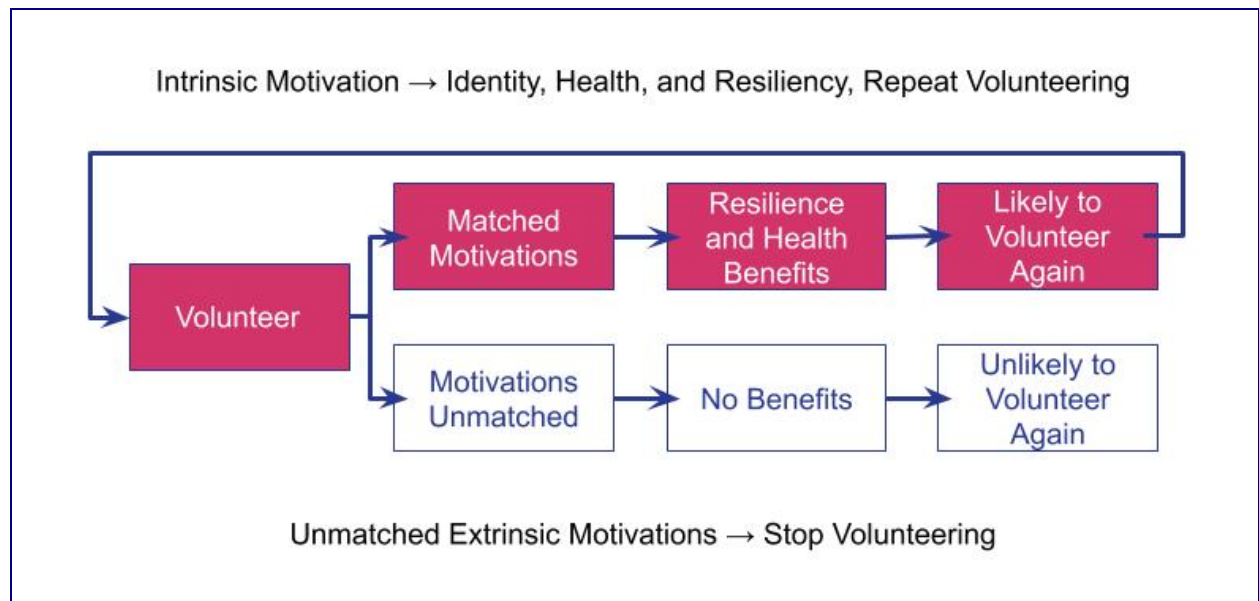 Intrinsic Motivation → Identity, Health, and Resiliency, Repeat Volunteering
Matched
Motivations
Resilience
and Health
Benefits
Likely to
Volunteer
Again
Volunteer
Motivations
Unmatched
No Benefits
Unlikely to
Volunteer
Again
Unmatched Extrinsic Motivations → Stop Volunteering